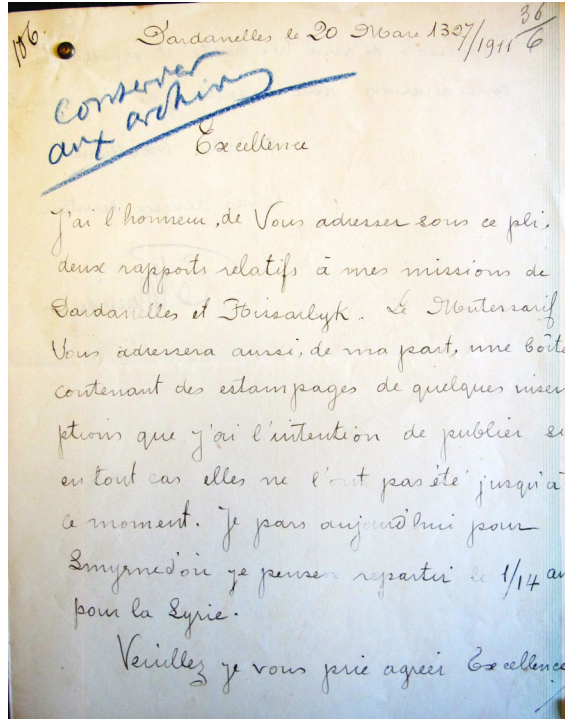 106.
36/6
Dardanelles le 20 Mars 1327/1911
conserver
aux archives
Excellence
J'ai l'honneur, de Vous adresser sous ce pli,
deux rapports relatifs à mes missions de
Dardanelles et Hissarlyk. Le Mutessarif
Vous adressera aussi, de ma part, une boîte
contenant des estampages de quelques inscri
ptions que j'ai l'intention de publier si
en tout cas elles ne l'ont pas été jusqu'à
ce moment. Je pars aujourd'hui pour
Smyrne d'où je pense repartir le 1/14 av
pour la Syrie.
Veuillez je vous prie agréer Excellence